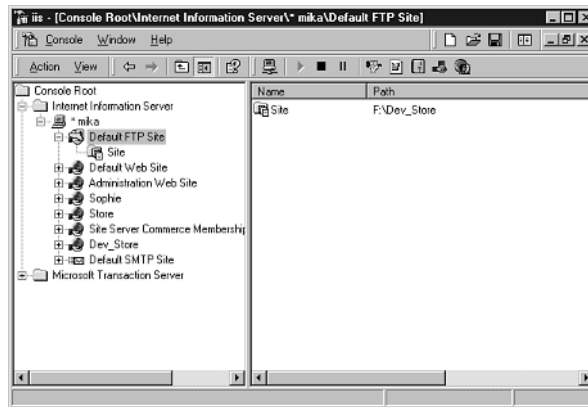 iis - [Console Root\Internet Information Server\* mika\Default FTP Site]
Console Window Help
Action View
Console Root
Internet Information Server
* mika
Default FTP Site
Site
Default Web Site
Administration Web Site
Sophie
Store
Site Server Commerce Membership
Dev_Store
Default SMTP Site
Microsoft Transaction Server
Name Path
Site F:\Dev_Store